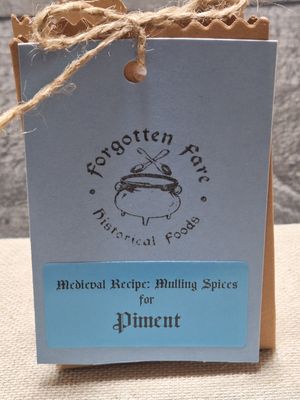 Forgotten Fare
Historical Foods
Medieval Recipe: Mulling Spices
for
Piment